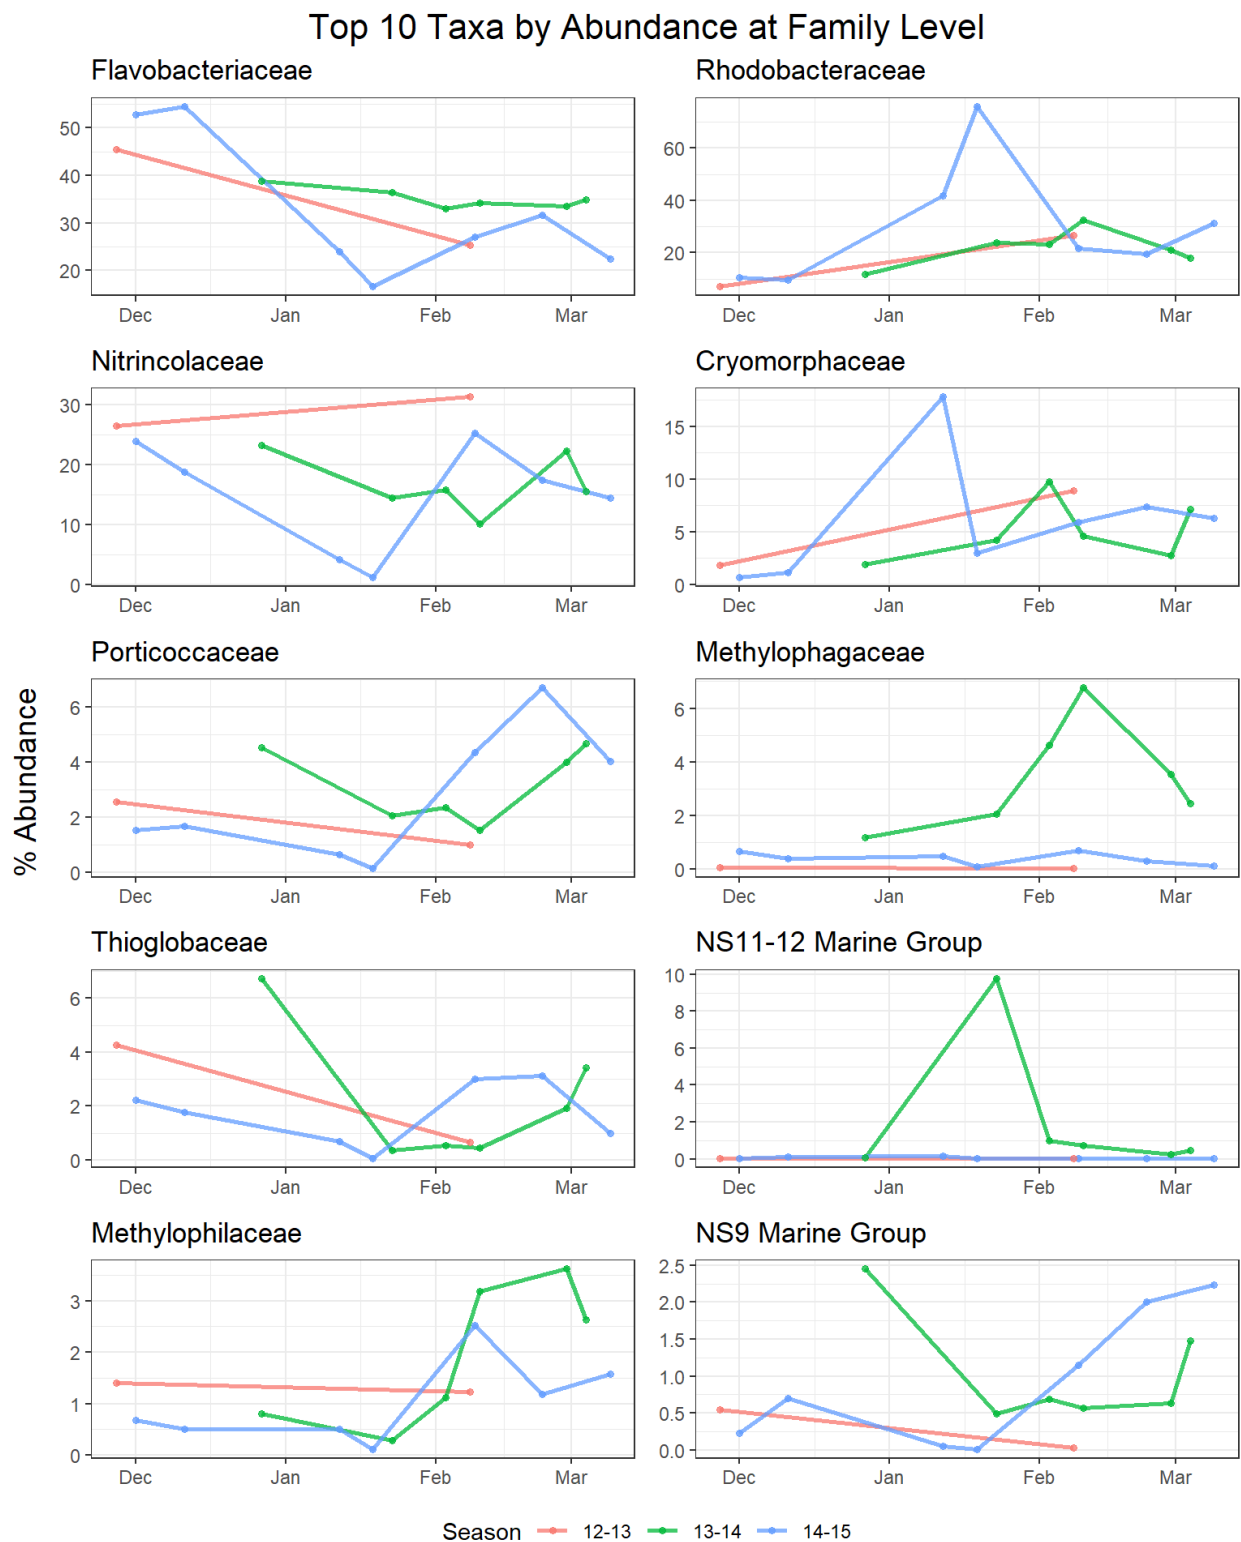 Top 10 Taxa by Abundance at Family Level
Flavobacteriaceae
50
40
30
20
Dec Jan Feb Mar
Rhodobacteraceae
60
40
20
Dec Jan Feb Mar
Nitrincolaceae
30
20
10
0
Dec Jan Feb Mar
Cryomorphaceae
15
10
5
0
Dec Jan Feb Mar
% Abundance
Porticoccaceae
6
4
2
0
Dec Jan Feb Mar
Methylophagaceae
6
4
2
0
Dec Jan Feb Mar
Thioglobaceae
6
4
2
0
Dec Jan Feb Mar
NS11-12 Marine Group
10
8
6
4
2
0
Dec Jan Feb Mar
Methylophilaceae
3
2
1
0
Dec Jan Feb Mar
NS9 Marine Group
2.5
2.0
1.5
1.0
0.5
0.0
Dec Jan Feb Mar
Season 12-13 13-14 14-15